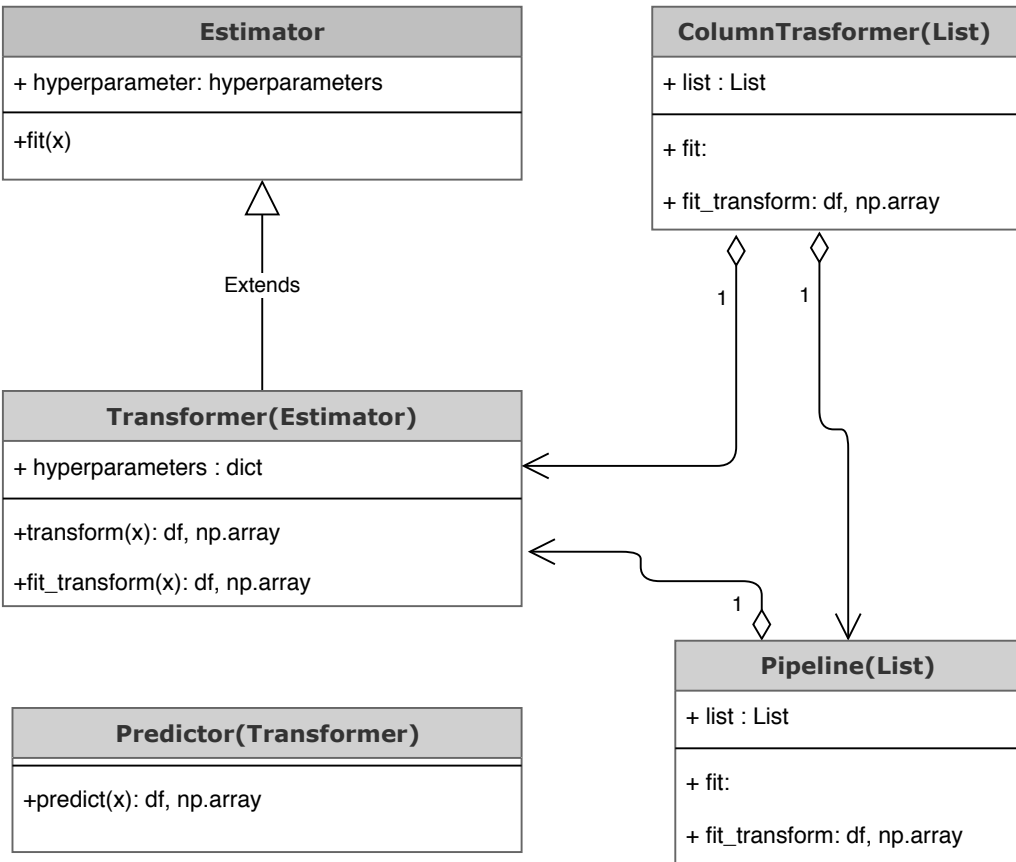 Estimator
+ hyperparameter: hyperparameters
+fit(x)
ColumnTrasformer(List)
+ list : List
+ fit:
+ fit_transform: df, np.array
Extends
1
1
Transformer(Estimator)
+ hyperparameters : dict
+transform(x): df, np.array
+fit_transform(x): df, np.array
1
Pipeline(List)
+ list : List
+ fit:
+ fit_transform: df, np.array
Predictor(Transformer)
+predict(x): df, np.array